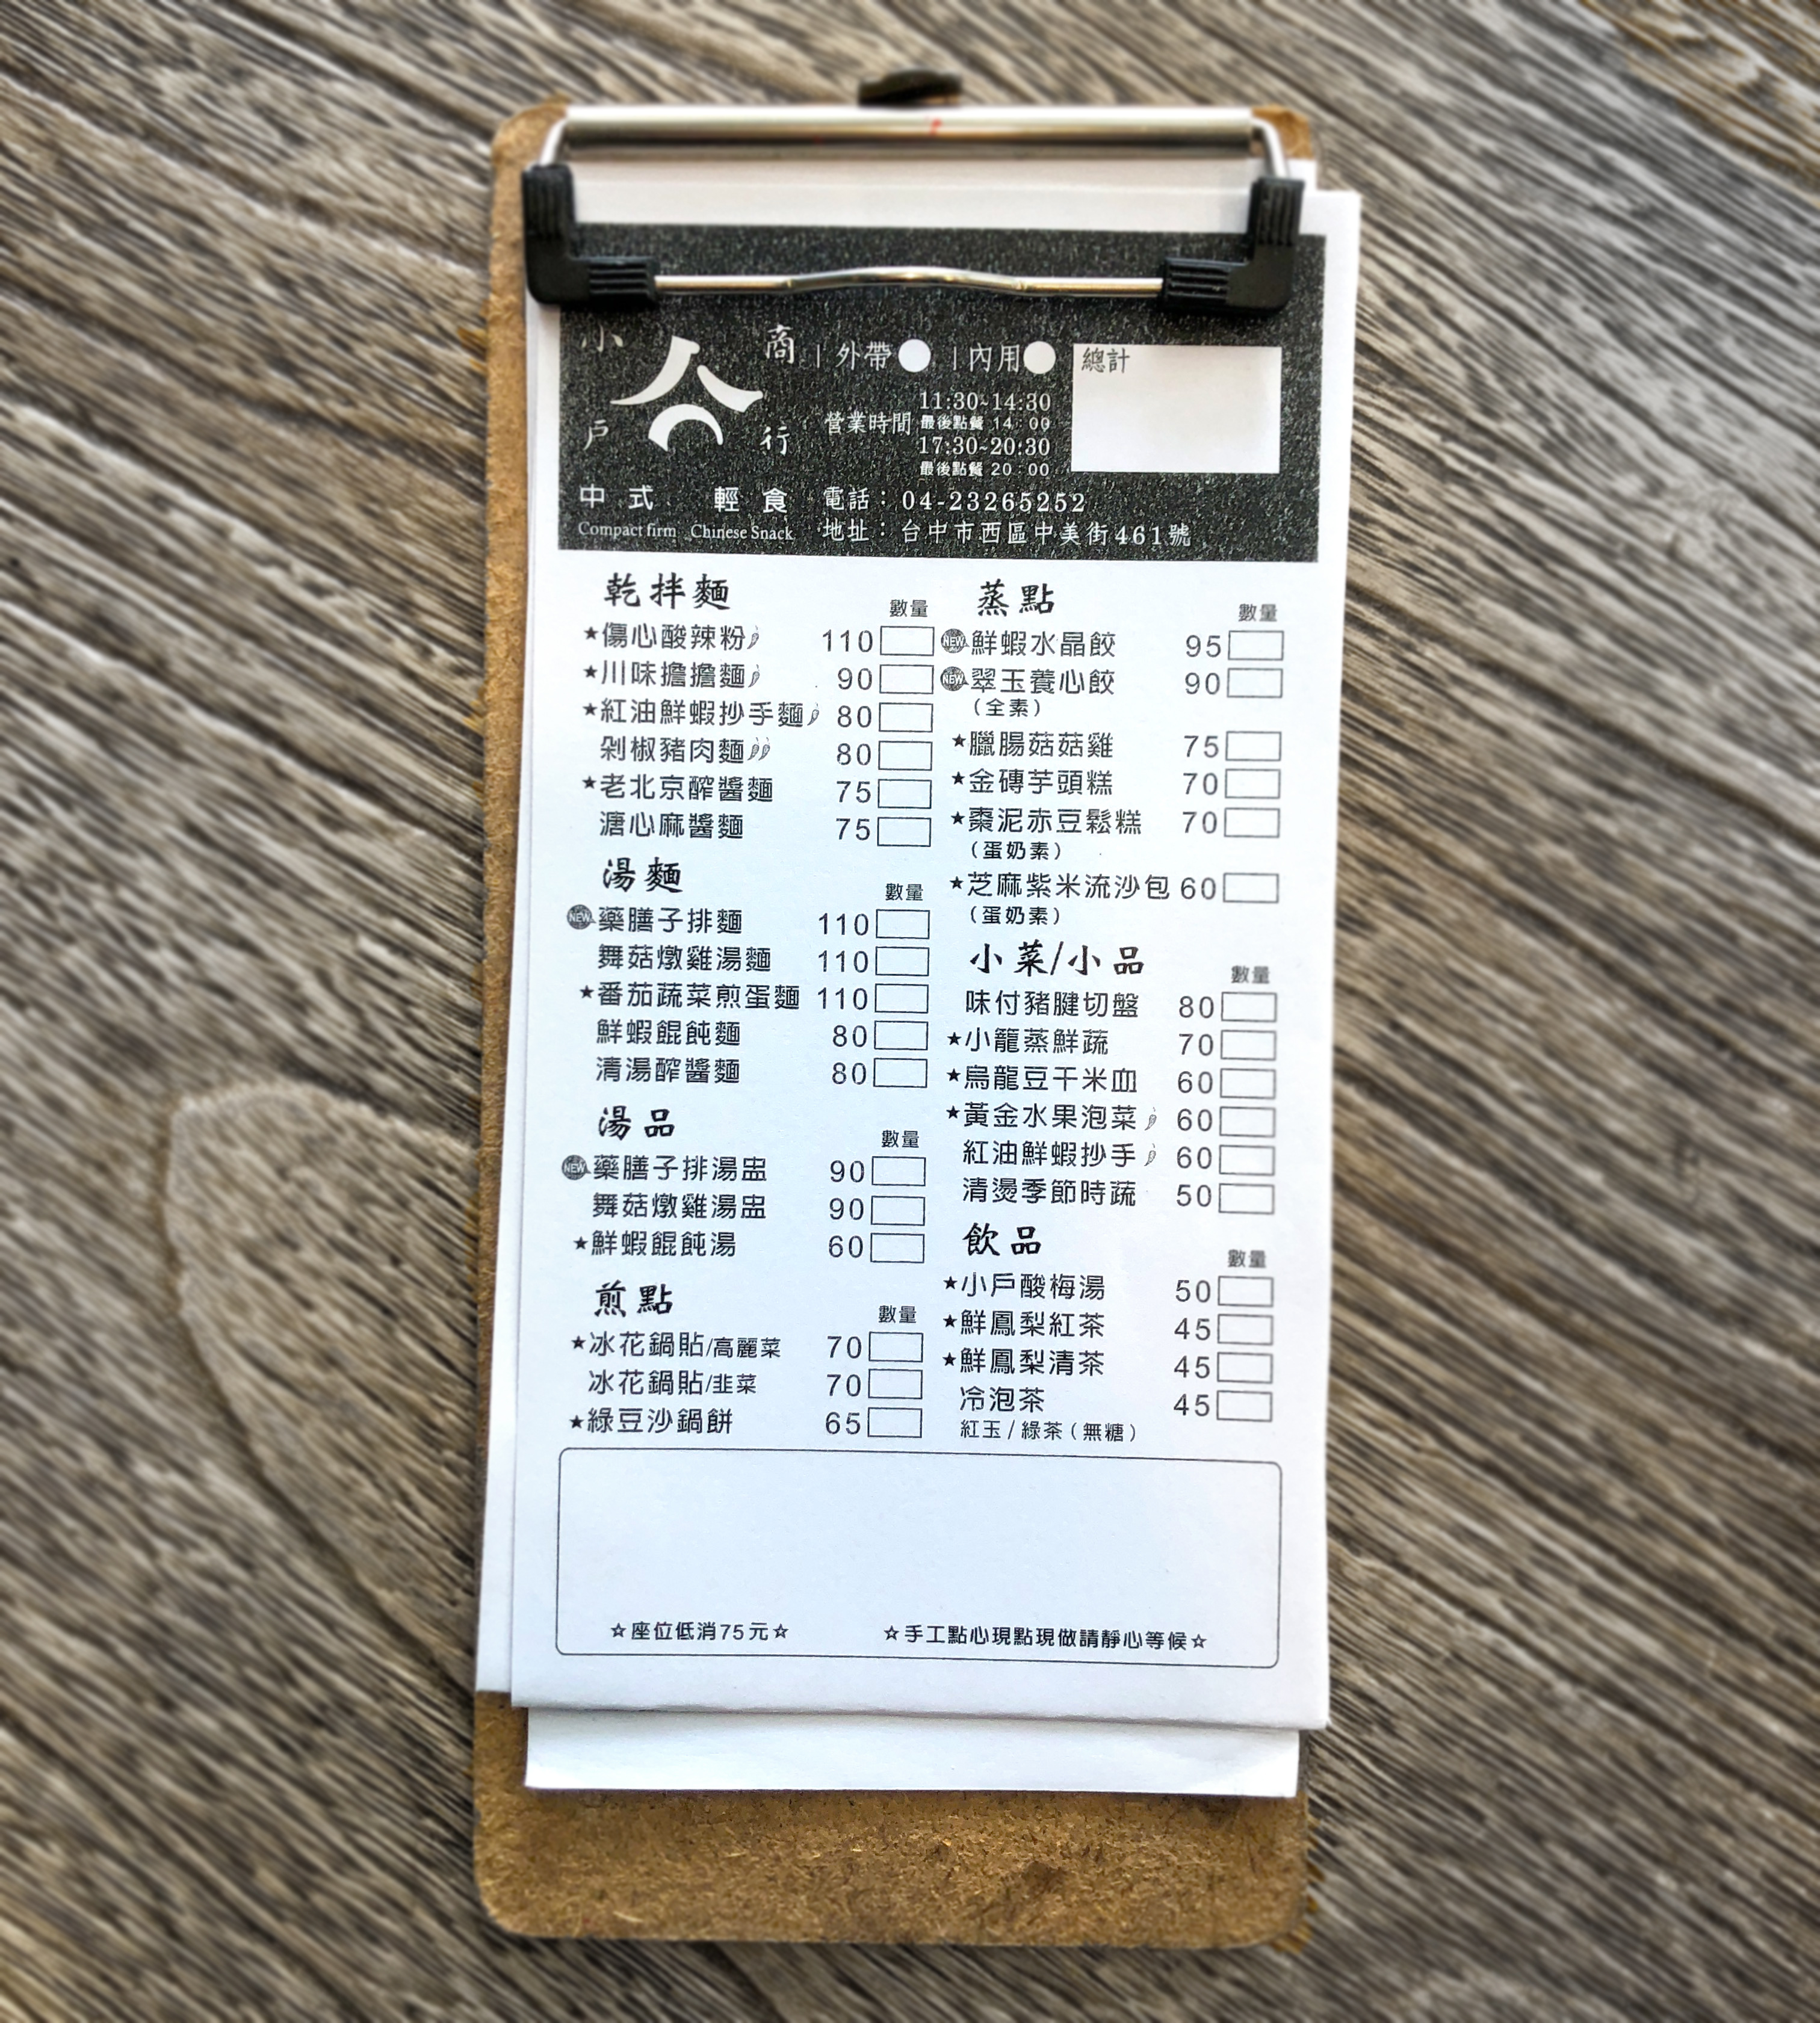 小 商
戶 行
中式 輕食
Compact firm Chinese Snack
| 外帶 | 內用
總計
營業時間
11:30~14:30
最後點餐 14:00
17:30~20:30
最後點餐 20:00
電話：04-23265252
地址：台中市西區中美街461號
乾拌麵 數量
★傷心酸辣粉 110
★川味擔擔麵 90
★紅油鮮蝦抄手麵 80
剁椒豬肉麵 80
★老北京醡醬麵 75
溏心麻醬麵 75
湯麵 數量
NEW 藥膳子排麵 110
舞菇燉雞湯麵 110
★番茄蔬菜煎蛋麵 110
鮮蝦餛飩麵 80
清湯醡醬麵 80
湯品 數量
NEW 藥膳子排湯盅 90
舞菇燉雞湯盅 90
★鮮蝦餛飩湯 60
煎點 數量
★冰花鍋貼/高麗菜 70
冰花鍋貼/韭菜 70
★綠豆沙鍋餅 65
蒸點 數量
NEW 鮮蝦水晶餃 95
NEW 翠玉養心餃 90
（全素）
★臘腸菇菇雞 75
★金磚芋頭糕 70
★棗泥赤豆鬆糕 70
（蛋奶素）
★芝麻紫米流沙包 60
（蛋奶素）
小菜/小品 數量
味付豬腱切盤 80
★小籠蒸鮮蔬 70
★烏龍豆干米血 60
★黃金水果泡菜 60
紅油鮮蝦抄手 60
清燙季節時蔬 50
飲品 數量
★小戶酸梅湯 50
★鮮鳳梨紅茶 45
★鮮鳳梨清茶 45
冷泡茶 45
紅玉/綠茶（無糖）
☆座位低消75元☆ ☆手工點心現點現做請靜心等候☆